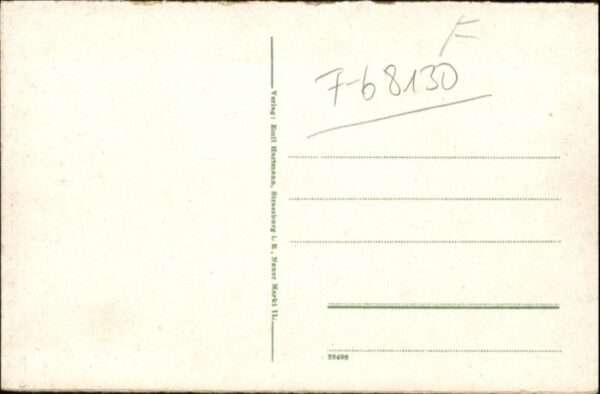 F
F-68130
Verlag: Emil Hartmann, Strassburg i. E., Neuer Markt 11.